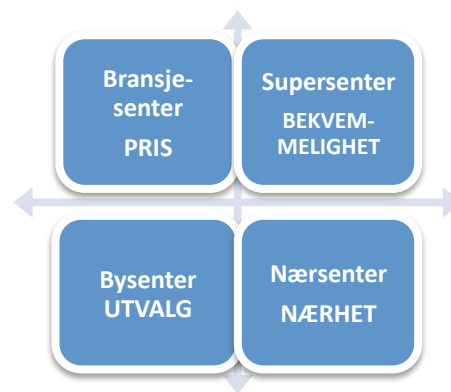 Bransje-
senter
PRIS
Supersenter
BEKVEM-
MELIGHET
Bysenter
UTVALG
Nærsenter
NÆRHET